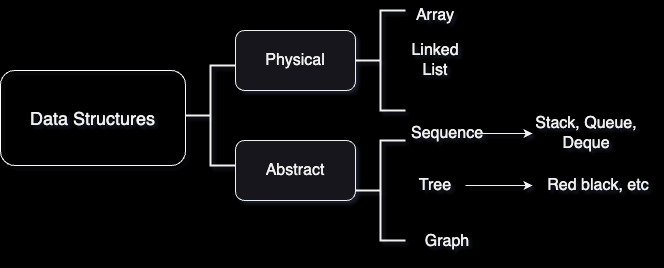 Data Structures
Physical
Array
Linked
List
Abstract
Sequence
Stack, Queue,
Deque
Tree
Red black, etc
Graph